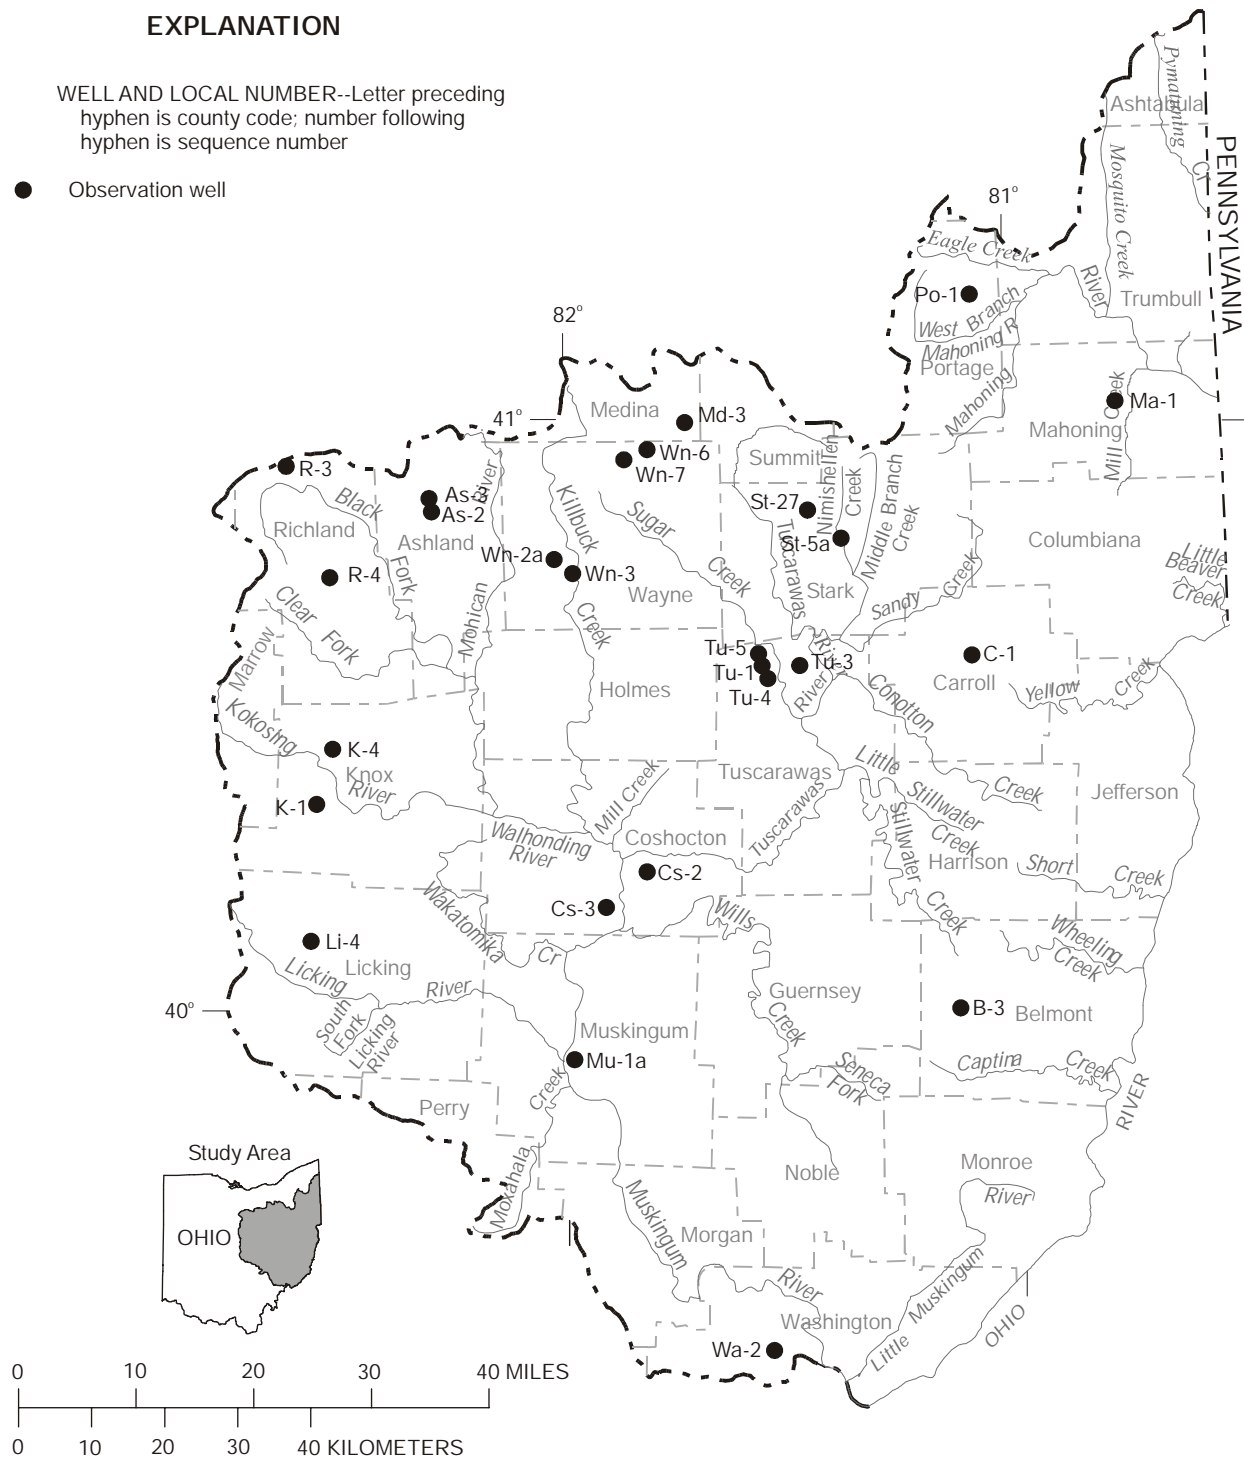 EXPLANATION
WELL AND LOCAL NUMBER--Letter preceding
hyphen is county code; number following
hyphen is sequence number
Observation well
Ashtabula
Pymatuning
Cr
PENNSYLVANIA
Mosquito Creek
81°
Eagle Creek
River
Trumbull
Po-1
West Branch
Mahoning R
Portage
Mahoning
82°
41°
Medina
Md-3
Creek
Ma-1
Mahoning
Mill
R-3
Wn-6
Wn-7
Summit
Nimishellen
Creek
Middle Branch
Creek
As-3
As-2
River
Black
Richland
Ashland
Killbuck
Sugar
St-27
St-5a
Columbiana
Little
Beaver
Creek
Wn-2a
Wn-3
R-4
Fork
Creek
Tuscarawas
Stark
Sandy
Creek
Wayne
Clear
Fork
Mohican
Creek
Marrow
Tu-5
Tu-1
Tu-4
Tu-3
River
River
C-1
Carroll
Conotton
Yellow
Creek
Holmes
Kokosing
K-4
Knox
River
K-1
Tuscarawas
Little
Stillwater
Creek
Creek
Jefferson
Mill Creek
Walhonding
River
Coshocton
Tuscarawas
Stillwater
Harrison
Short
Creek
Cs-2
Cs-3
Wakatomika
Cr
Wills
Creek
Wheeling
Creek
Li-4
Licking
Licking
River
40°
South
Fork
Licking
River
Guernsey
Creek
B-3
Belmont
Muskingum
Mu-1a
Seneca
Fork
Captina
Creek
Creek
Perry
RIVER
Study Area
OHIO
Moxahala
Noble
Monroe
River
Muskingum
Morgan
River
Washington
Wa-2
Little
Muskingum
OHIO
0 10 20 30 40 MILES
0 10 20 30 40 KILOMETERS